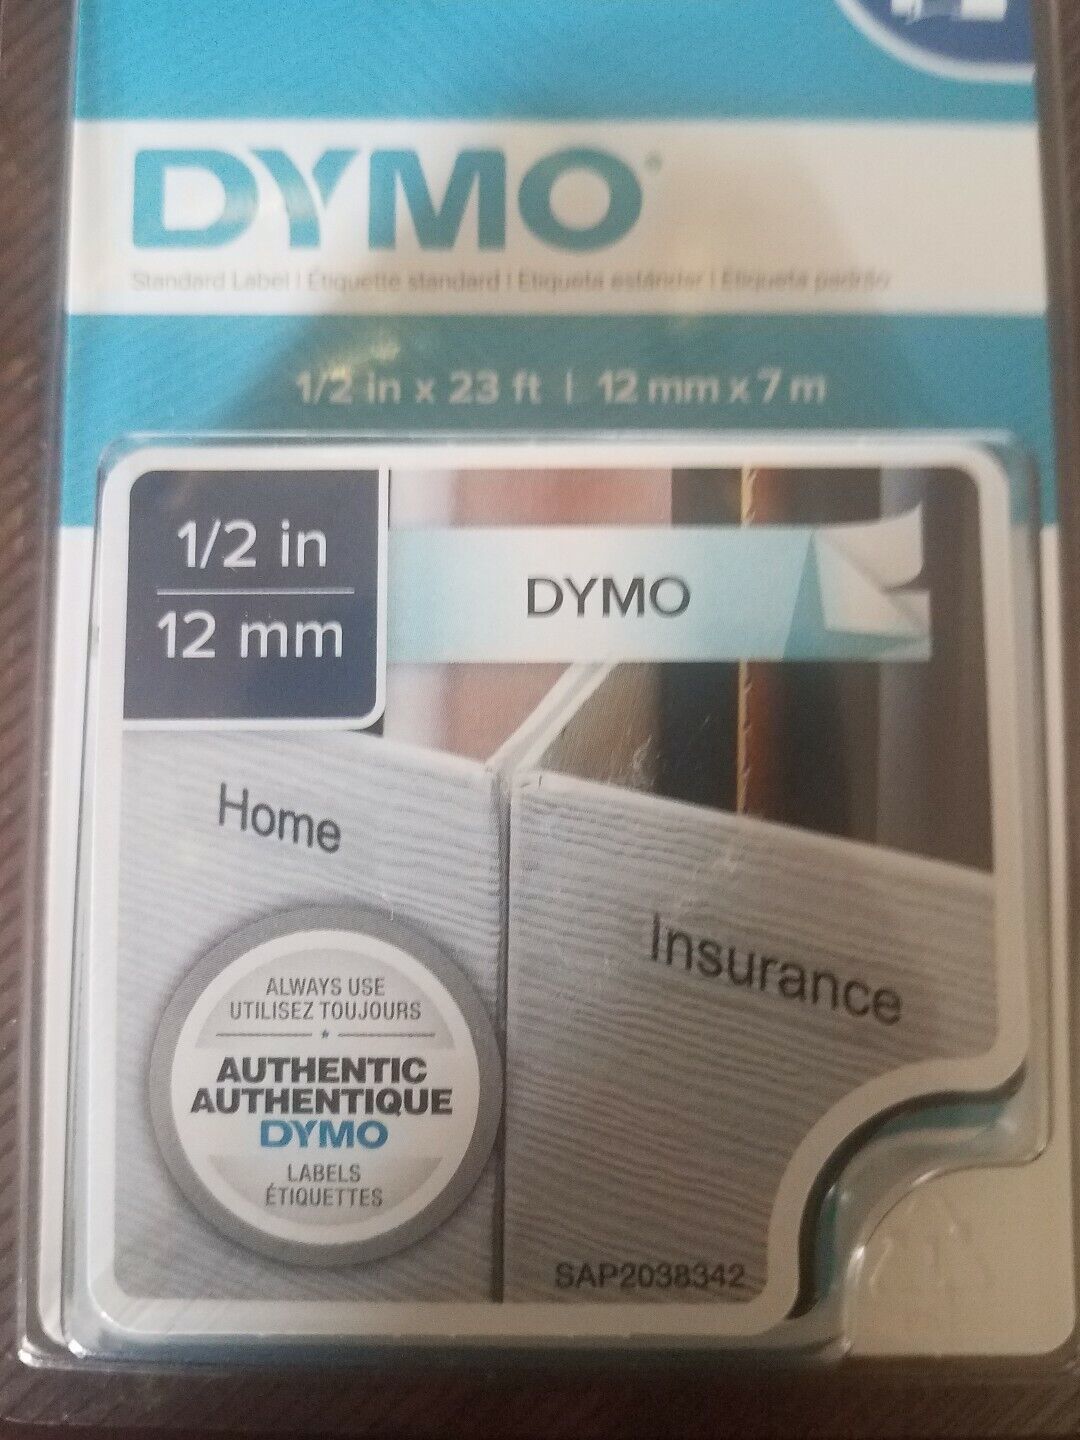 DYMO®
Standard Label | Étiquette standard | Etiqueta estándar | Etiqueta padrão
1/2 in x 23 ft | 12 mm x 7 m
1/2 in
12 mm
DYMO
Home
Insurance
ALWAYS USE
UTILISEZ TOUJOURS
AUTHENTIC
AUTHENTIQUE
DYMO
LABELS
ÉTIQUETTES
SAP2038342